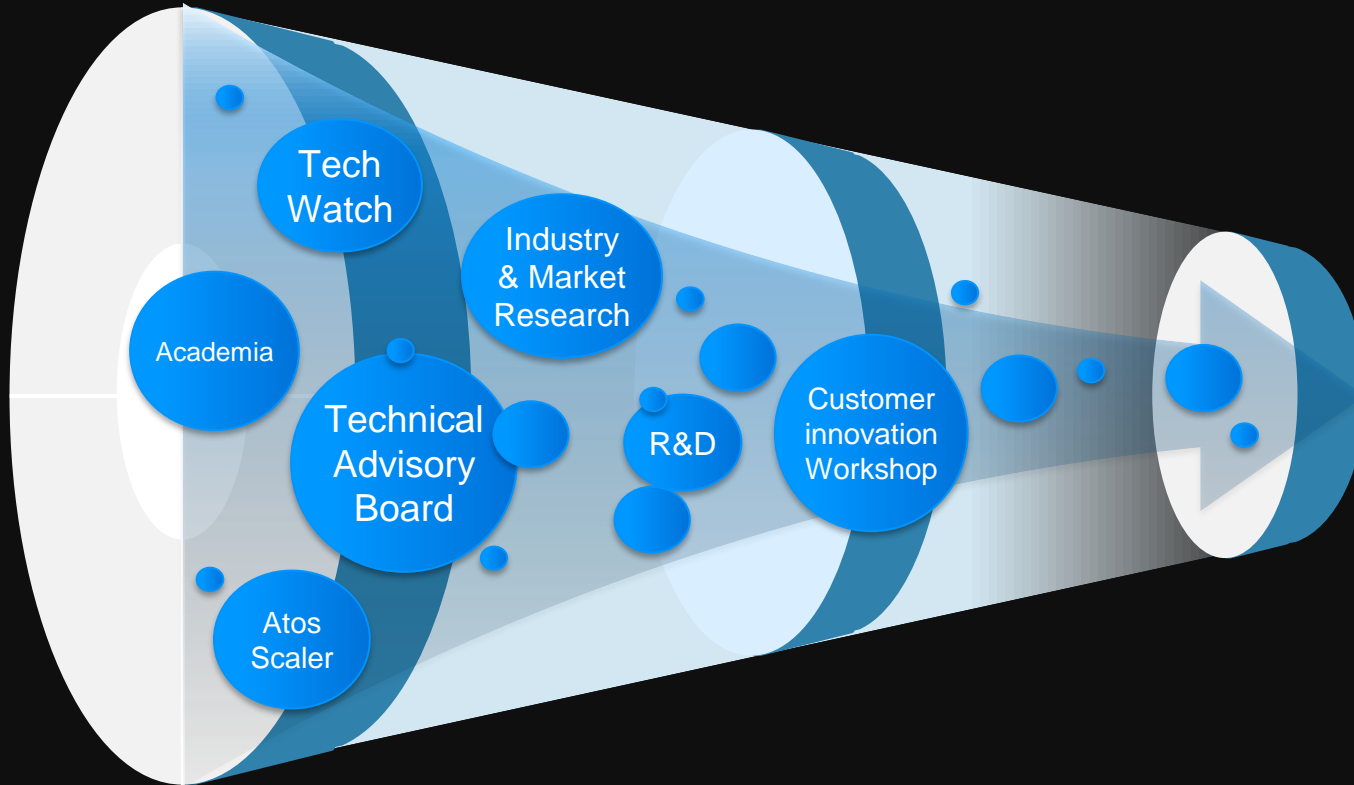 Tech
Watch
Industry
& Market
Research
Academia
Technical
Advisory
Board
R&D
Customer
innovation
Workshop
Atos
Scaler